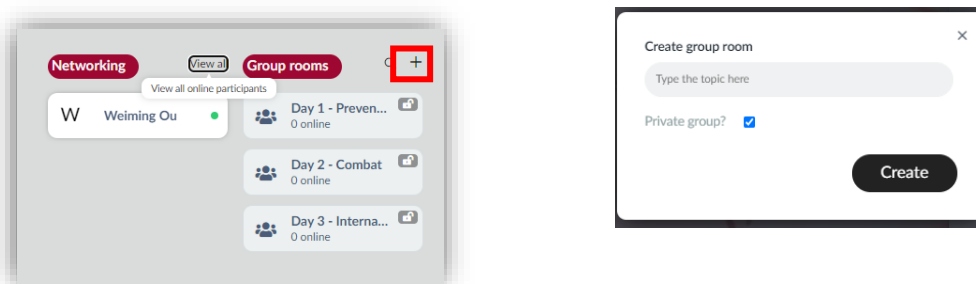 Networking
View al
Group rooms
+
View all online participants
W
Weiming Ou
Day 1 - Preven...
0 online
Day 2 - Combat
0 online
Day 3 - Interna...
0 online
Create group room
Type the topic here
Private group?
Create